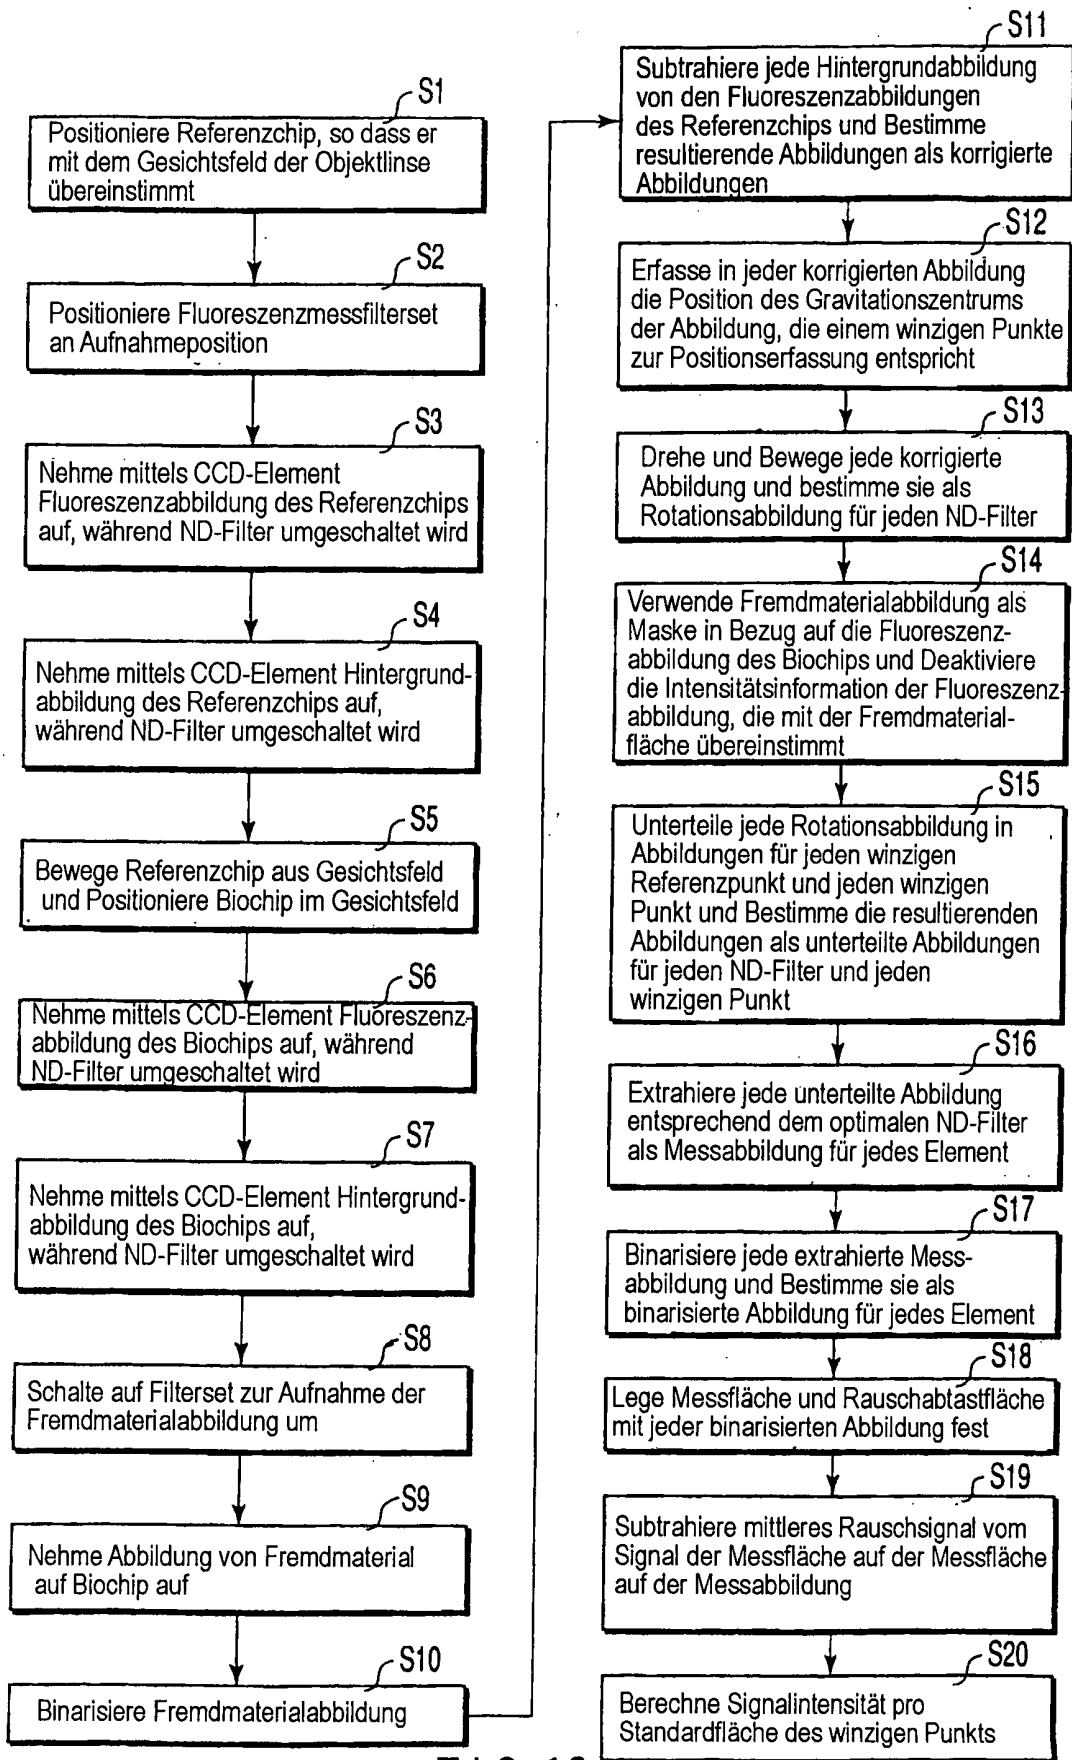 S1
Positioniere Referenzchip, so dass er
mit dem Gesichtsfeld der Objektlinse
übereinstimmt
S2
Positioniere Fluoreszenzmessfilterset
an Aufnahmeposition
S3
Nehme mittels CCD-Element
Fluoreszenzabbildung des Referenzchips
auf, während ND-Filter umgeschaltet wird
S4
Nehme mittels CCD-Element Hintergrund-
abbildung des Referenzchips auf,
während ND-Filter umgeschaltet wird
S5
Bewege Referenzchip aus Gesichtsfeld
und Positioniere Biochip im Gesichtsfeld
S6
Nehme mittels CCD-Element Fluoreszenz-
abbildung des Biochips auf, während
ND-Filter umgeschaltet wird
S7
Nehme mittels CCD-Element Hintergrund-
abbildung des Biochips auf,
während ND-Filter umgeschaltet wird
S8
Schalte auf Filterset zur Aufnahme der
Fremdmaterialabbildung um
S9
Nehme Abbildung von Fremdmaterial
auf Biochip auf
S10
Binarisiere Fremdmaterialabbildung
S11
Subtrahiere jede Hintergrundabbildung
von den Fluoreszenzabbildungen
des Referenzchips und Bestimme
resultierende Abbildungen als korrigierte
Abbildungen
S12
Erfasse in jeder korrigierten Abbildung
die Position des Gravitationszentrums
der Abbildung, die einem winzigen Punkte
zur Positionserfassung entspricht
S13
Drehe und Bewege jede korrigierte
Abbildung und bestimme sie als
Rotationsabbildung für jeden ND-Filter
S14
Verwende Fremdmaterialabbildung als
Maske in Bezug auf die Fluoreszenz-
abbildung des Biochips und Deaktiviere
die Intensitätsinformation der Fluoreszenz-
abbildung, die mit der Fremdmaterial-
fläche übereinstimmt
S15
Unterteile jede Rotationsabbildung in
Abbildungen für jeden winzigen
Referenzpunkt und jeden winzigen
Punkt und Bestimme die resultierenden
Abbildungen als unterteilte Abbildungen
für jeden ND-Filter und jeden
winzigen Punkt
S16
Extrahiere jede unterteilte Abbildung
entsprechend dem optimalen ND-Filter
als Messabbildung für jedes Element
S17
Binarisiere jede extrahierte Mess-
abbildung und Bestimme sie als
binarisierte Abbildung für jedes Element
S18
Lege Messfläche und Rauschabtastfläche
mit jeder binarisierten Abbildung fest
S19
Subtrahiere mittleres Rauschsignal vom
Signal der Messfläche auf der Messfläche
auf der Messabbildung
S20
Berechne Signalintensität pro
Standardfläche des winzigen Punkts